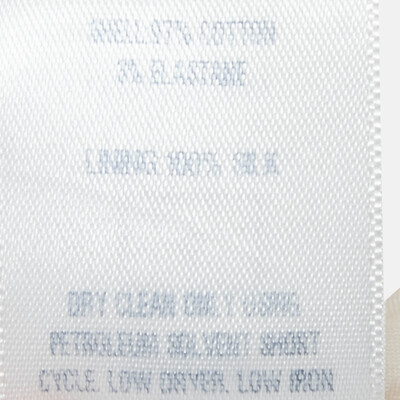 SHELL:97% COTTON
3% ELASTANE
LINING: 100% SILK
DRY CLEAN ONLY USING
PETROLEUM SOLVENT SHORT
CYCLE. LOW DRYER. LOW IRON